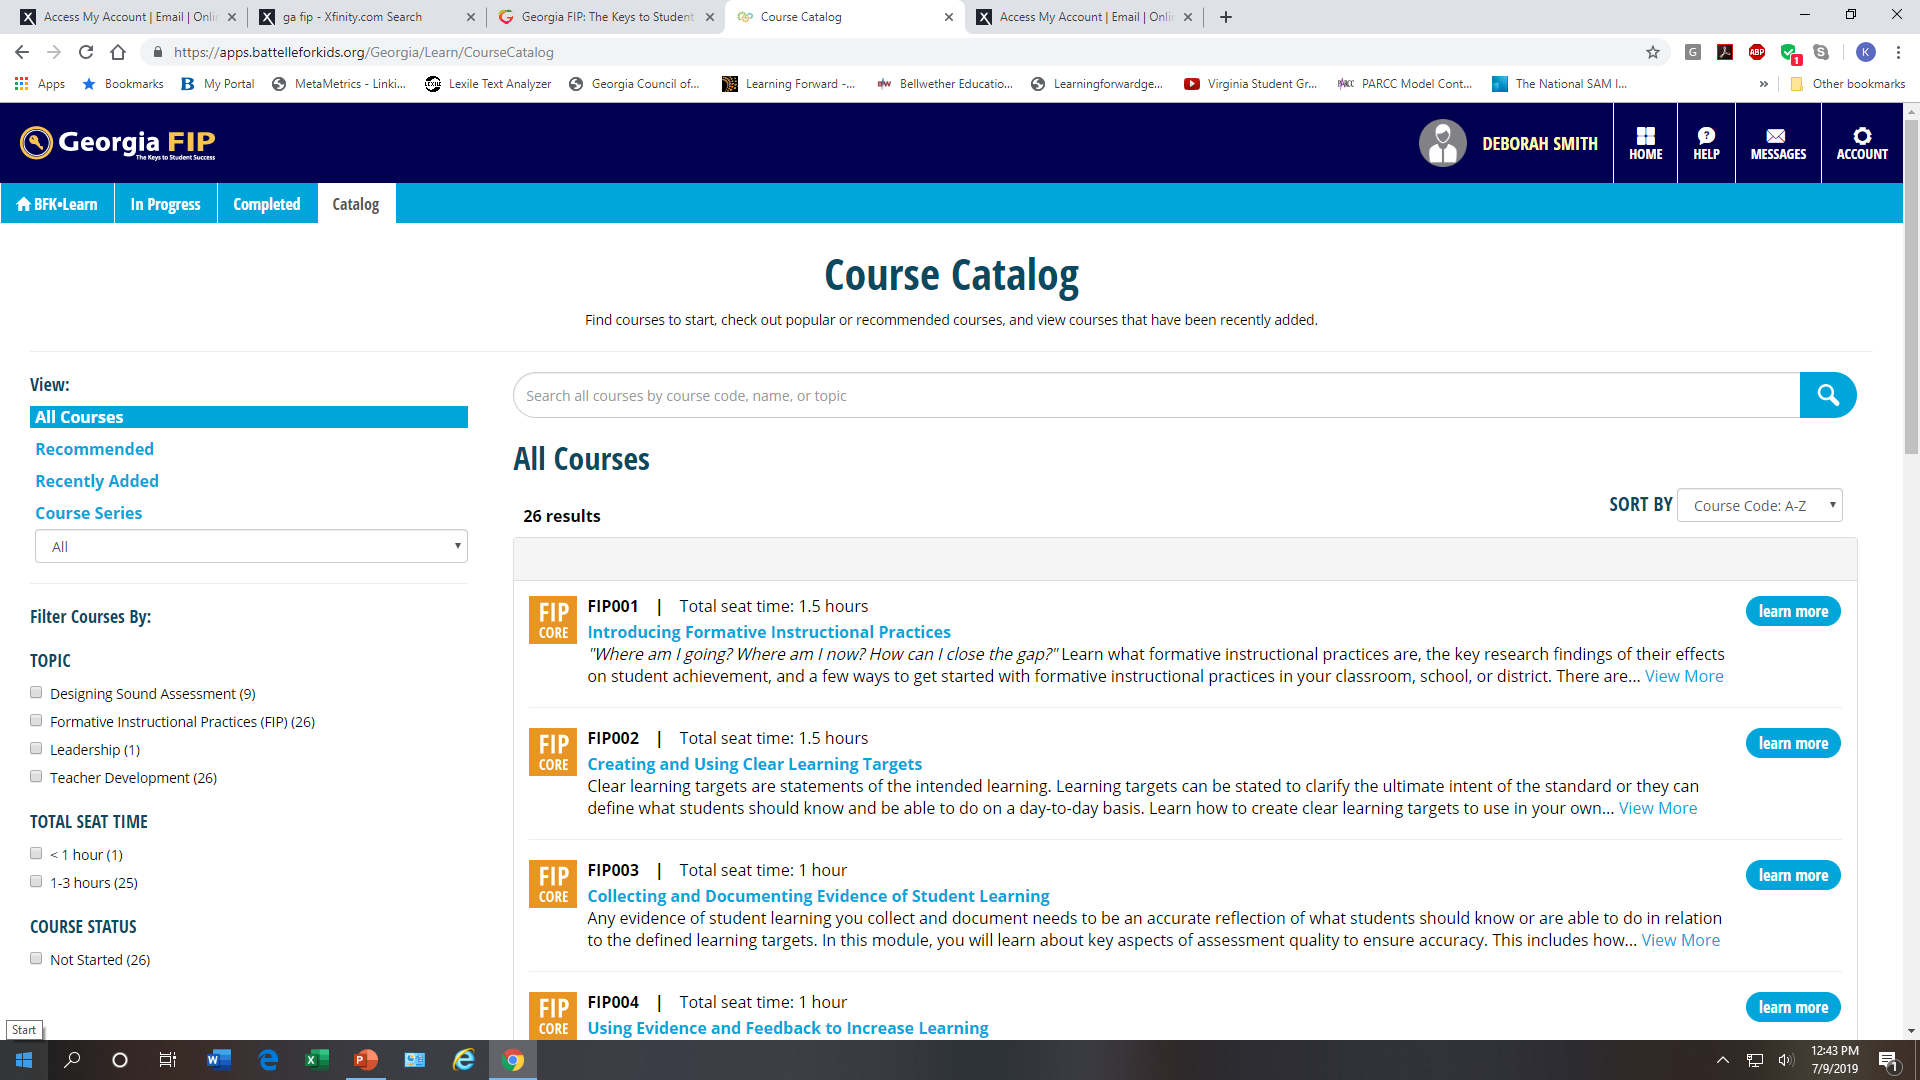 Access My Account | Email | Onli
ga fip - Xfinity.com Search
Georgia FIP: The Keys to Student
Course Catalog
Access My Account | Email | Onli
https://apps.battelleforkids.org/Georgia/Learn/CourseCatalog
G
ABP
1
K
Apps
Bookmarks
B My Portal
MetaMetrics - Linki...
Lexile Text Analyzer
Georgia Council of...
Learning Forward -...
Bellwether Educatio...
Learningforwardge...
Virginia Student Gr...
PARCC Model Cont...
The National SAM I...
»
Other bookmarks
Georgia FIP
The Keys to Student Success
DEBORAH SMITH
HOME
HELP
MESSAGES
ACCOUNT
BFK•Learn
In Progress
Completed
Catalog
Course Catalog
Find courses to start, check out popular or recommended courses, and view courses that have been recently added.
View:
All Courses
Recommended
Recently Added
Course Series
All
Filter Courses By:
TOPIC
Designing Sound Assessment (9)
Formative Instructional Practices (FIP) (26)
Leadership (1)
Teacher Development (26)
TOTAL SEAT TIME
< 1 hour (1)
1-3 hours (25)
COURSE STATUS
Not Started (26)
Search all courses by course code, name, or topic
All Courses
26 results
SORT BY Course Code: A-Z
FIP CORE
FIP001 | Total seat time: 1.5 hours
learn more
Introducing Formative Instructional Practices
"Where am I going? Where am I now? How can I close the gap?" Learn what formative instructional practices are, the key research findings of their effects
on student achievement, and a few ways to get started with formative instructional practices in your classroom, school, or district. There are... View More
FIP CORE
FIP002 | Total seat time: 1.5 hours
learn more
Creating and Using Clear Learning Targets
Clear learning targets are statements of the intended learning. Learning targets can be stated to clarify the ultimate intent of the standard or they can
define what students should know and be able to do on a day-to-day basis. Learn how to create clear learning targets to use in your own... View More
FIP CORE
FIP003 | Total seat time: 1 hour
learn more
Collecting and Documenting Evidence of Student Learning
Any evidence of student learning you collect and document needs to be an accurate reflection of what students should know or are able to do in relation
to the defined learning targets. In this module, you will learn about key aspects of assessment quality to ensure accuracy. This includes how... View More
FIP CORE
FIP004 | Total seat time: 1 hour
learn more
Using Evidence and Feedback to Increase Learning
Start
12:43 PM
7/9/2019
1